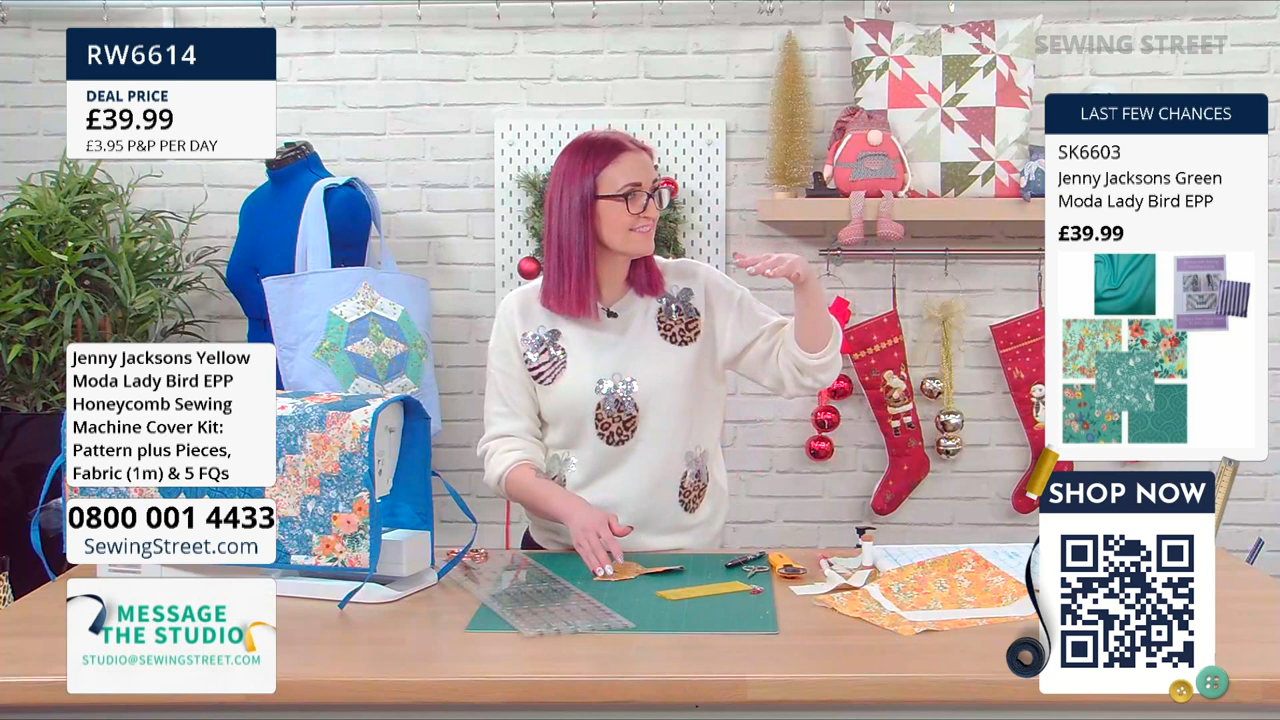 RW6614
DEAL PRICE
£39.99
£3.95 P&P PER DAY
Jenny Jacksons Yellow
Moda Lady Bird EPP
Honeycomb Sewing
Machine Cover Kit:
Pattern plus Pieces,
Fabric (1m) & 5 FQs
0800 001 4433
SewingStreet.com
MESSAGE
THE STUDIO
STUDIO@SEWINGSTREET.COM
SEWING STREET
LAST FEW CHANCES
SK6603
Jenny Jacksons Green
Moda Lady Bird EPP
£39.99
SHOP NOW